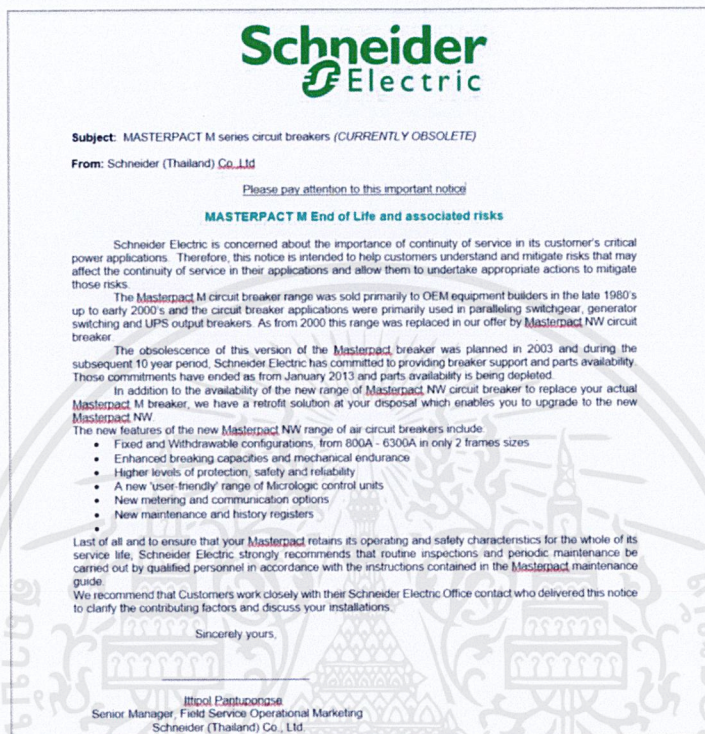 Schneider
Electric
Subject: MASTERPACT M series circuit breakers (CURRENTLY OBSOLETE)
From: Schneider (Thailand) Co.,Ltd
Please pay attention to this important notice
MASTERPACT M End of Life and associated risks
Schneider Electric is concerned about the importance of continuity of service in its customer's critical
power applications. Therefore, this notice is intended to help customers understand and mitigate risks that may
affect the continuity of service in their applications and allow them to undertake appropriate actions to mitigate
those risks.
The Masterpact M circuit breaker range was sold primarily to OEM equipment builders in the late 1980's
up to early 2000's and the circuit breaker applications were primarily used in paralleling switchgear, generator
switching and UPS output breakers. As from 2000 this range was replaced in our offer by Masterpact NW circuit
breaker.
The obsolescence of this version of the Masterpact breaker was planned in 2003 and during the
subsequent 10 year period, Schneider Electric has committed to providing breaker support and parts availability.
Those commitments have ended as from January 2013 and parts availability is being depleted.
In addition to the availability of the new range of Masterpact NW circuit breaker to replace your actual
Masterpact M breaker, we have a retrofit solution at your disposal which enables you to upgrade to the new
Masterpact NW.
The new features of the new Masterpact NW range of air circuit breakers include:
• Fixed and Withdrawable configurations, from 800A - 6300A in only 2 frames sizes
• Enhanced breaking capacities and mechanical endurance
• Higher levels of protection, safety and reliability
• A new 'user-friendly' range of Micrologic control units
• New metering and communication options
• New maintenance and history registers
•
Last of all and to ensure that your Masterpact retains its operating and safety characteristics for the whole of its
service life, Schneider Electric strongly recommends that routine inspections and periodic maintenance be
carried out by qualified personnel in accordance with the instructions contained in the Masterpact maintenance
guide.
We recommend that Customers work closely with their Schneider Electric Office contact who delivered this notice
to clarify the contributing factors and discuss your installations.
Sincerely yours,
Ittipol Pantupongse
Senior Manager, Field Service Operational Marketing
Schneider (Thailand) Co., Ltd.